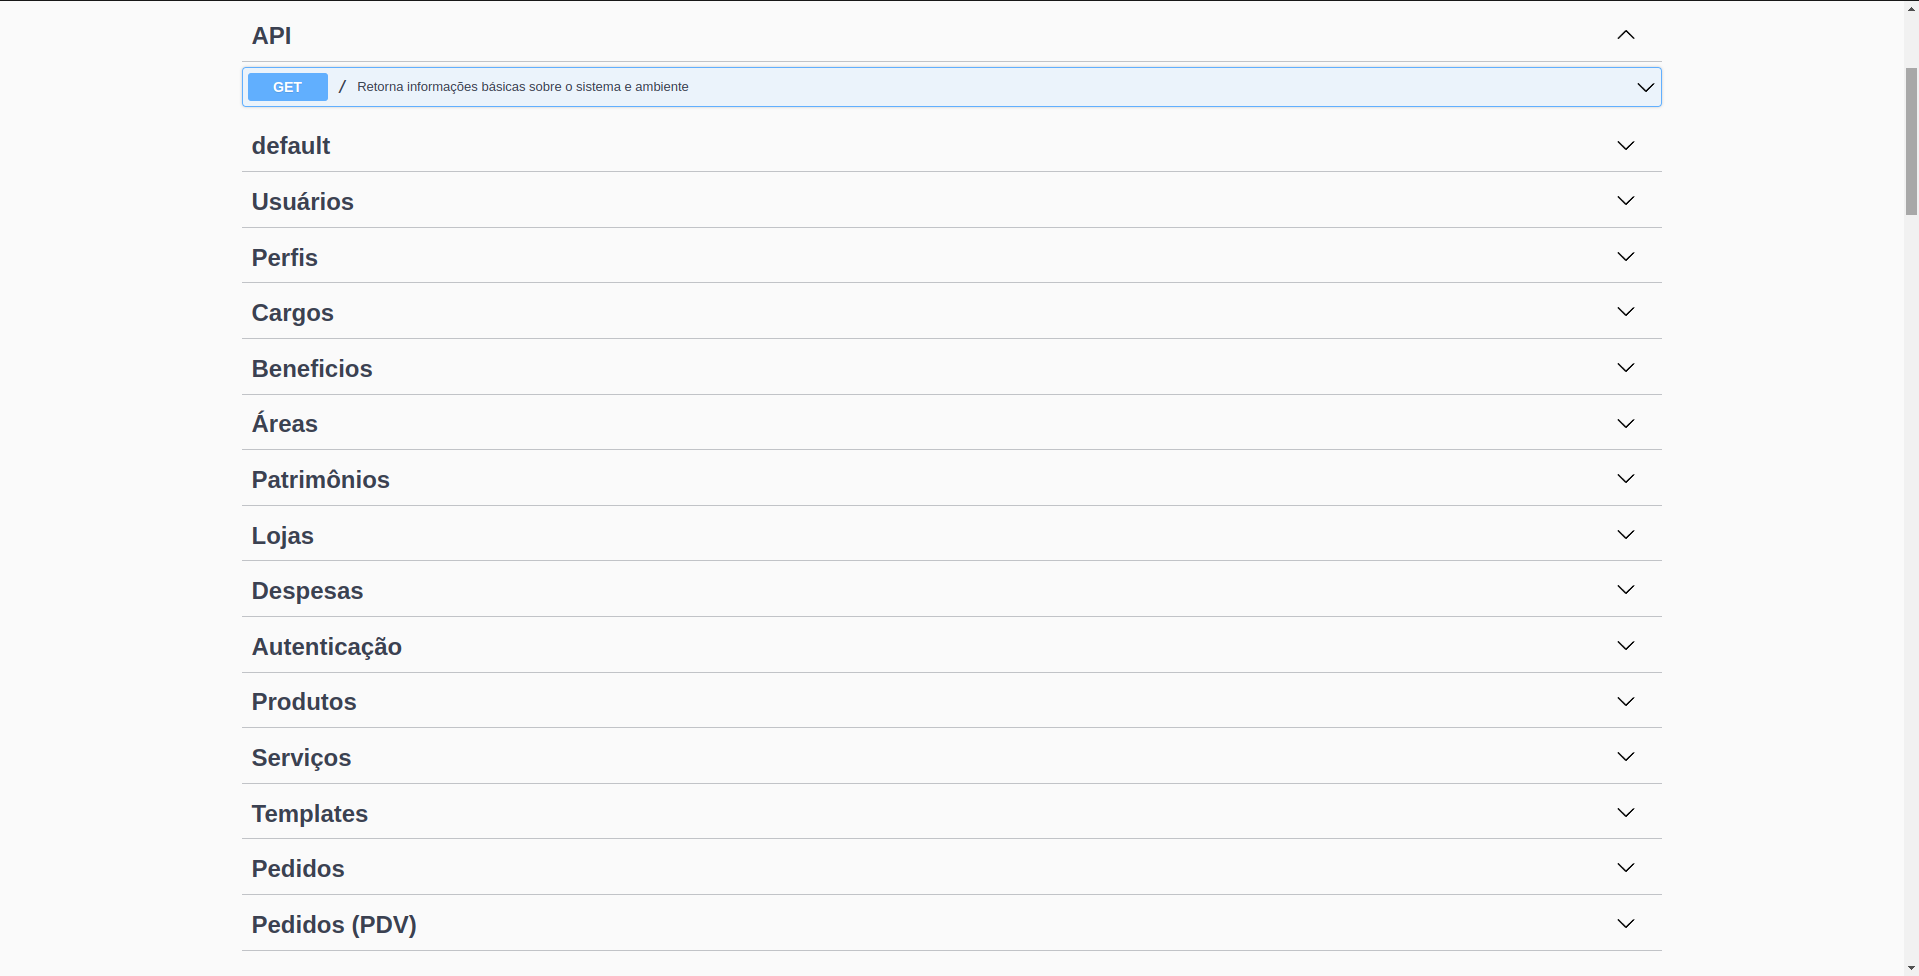 API
GET / Retorna informações básicas sobre o sistema e ambiente
default
Usuários
Perfis
Cargos
Beneficios
Áreas
Patrimônios
Lojas
Despesas
Autenticação
Produtos
Serviços
Templates
Pedidos
Pedidos (PDV)